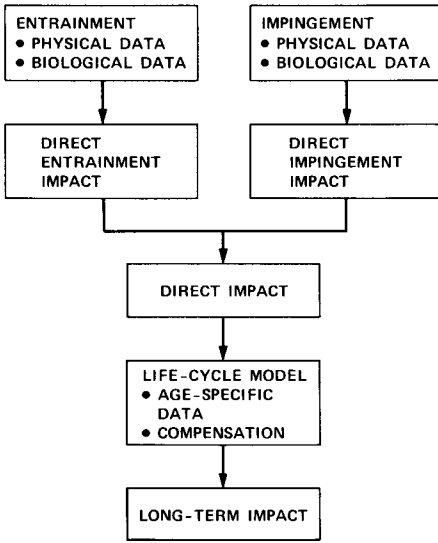 ENTRAINMENT
● PHYSICAL DATA
● BIOLOGICAL DATA
IMPINGEMENT
● PHYSICAL DATA
● BIOLOGICAL DATA
DIRECT
ENTRAINMENT
IMPACT
DIRECT
IMPINGEMENT
IMPACT
DIRECT IMPACT
LIFE-CYCLE MODEL
● AGE-SPECIFIC
DATA
● COMPENSATION
LONG-TERM IMPACT